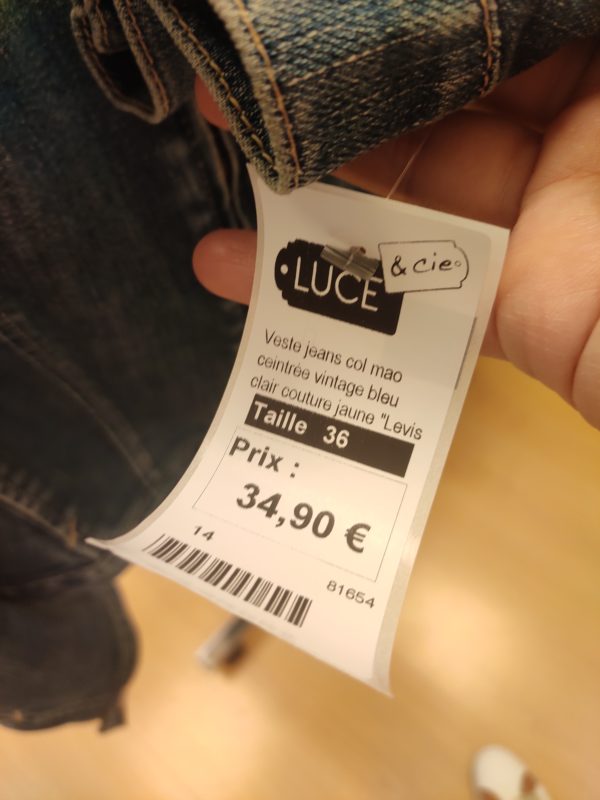 LUCE
& cie
Veste jeans col mao
ceintrée vintage bleu
clair couture jaune "Levis
Taille 36
Prix :
34,90 €
14
81654